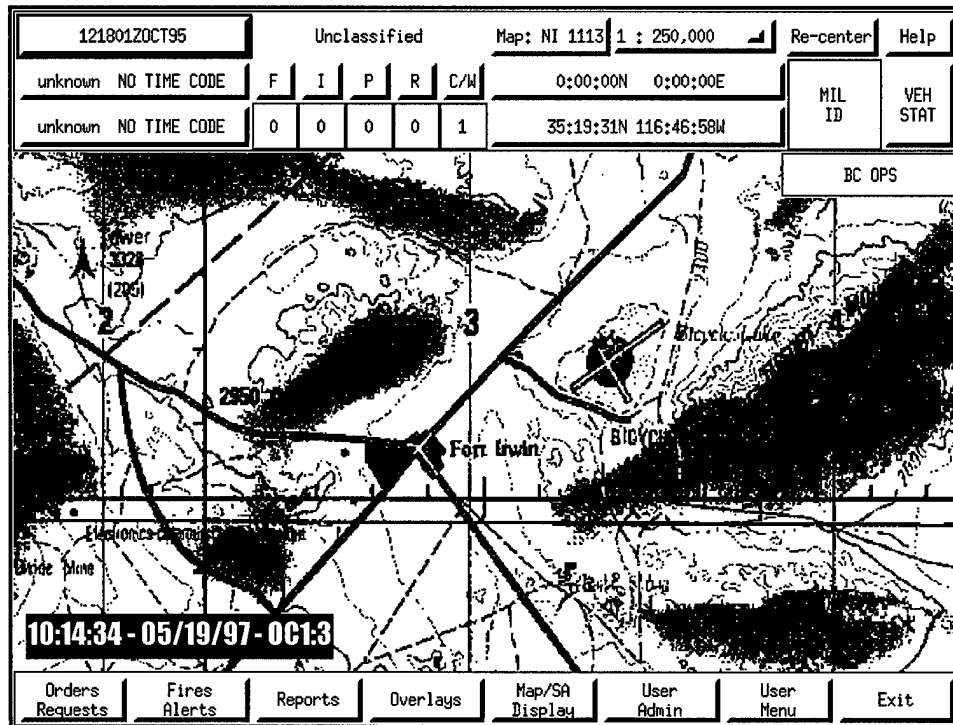 121801ZOCT95 Unclassified Map: NI 1113 1 : 250,000 Re-center Help
unknown NO TIME CODE F I P R C/W 0:00:00N 0:00:00E MIL ID VEH STAT
unknown NO TIME CODE 0 0 0 0 1 35:19:31N 116:46:58W
BC OPS
3328
2
3
4
2950
Fort Irwin
10:14:34 - 05/19/97 - OC1:3
Orders Requests Fires Alerts Reports Overlays Map/SA Display User Admin User Menu Exit